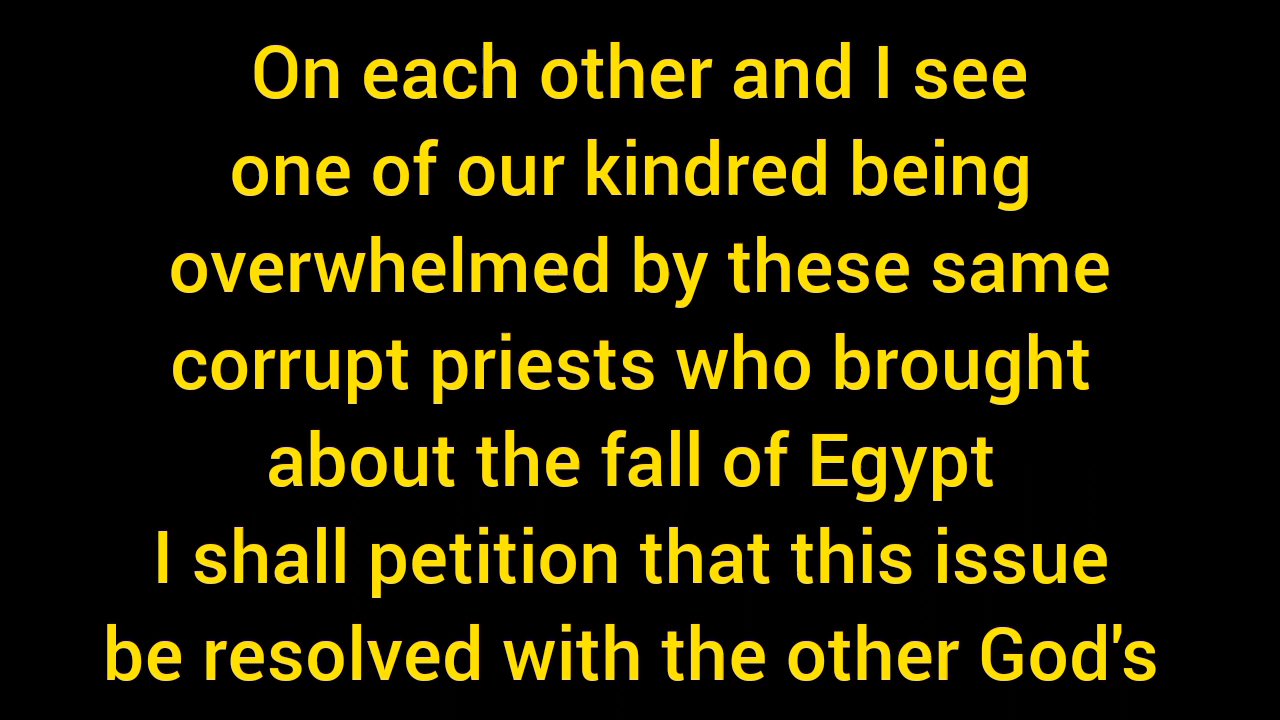 On each other and I see
one of our kindred being
overwhelmed by these same
corrupt priests who brought
about the fall of Egypt
I shall petition that this issue
be resolved with the other God's